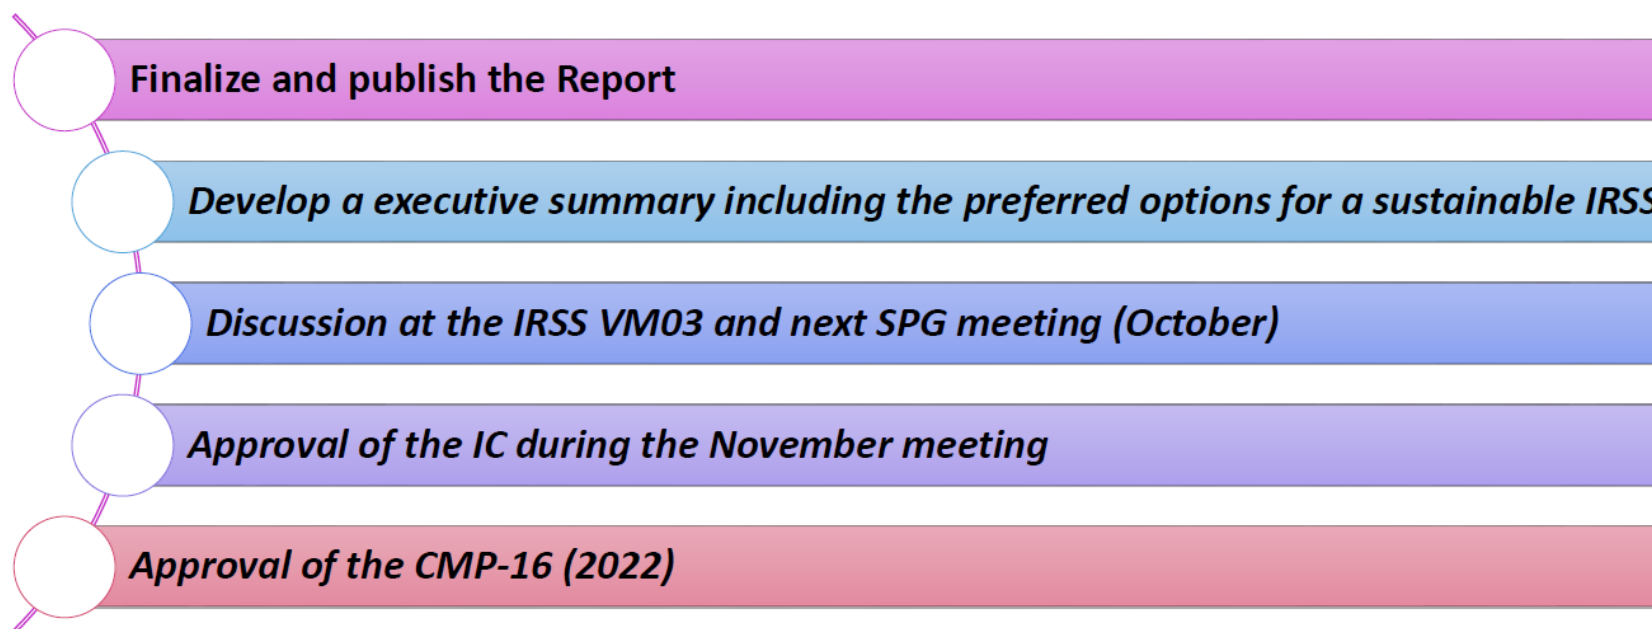 Finalize and publish the Report
Develop a executive summary including the preferred options for a sustainable IRSS
Discussion at the IRSS VM03 and next SPG meeting (October)
Approval of the IC during the November meeting
Approval of the CMP-16 (2022)